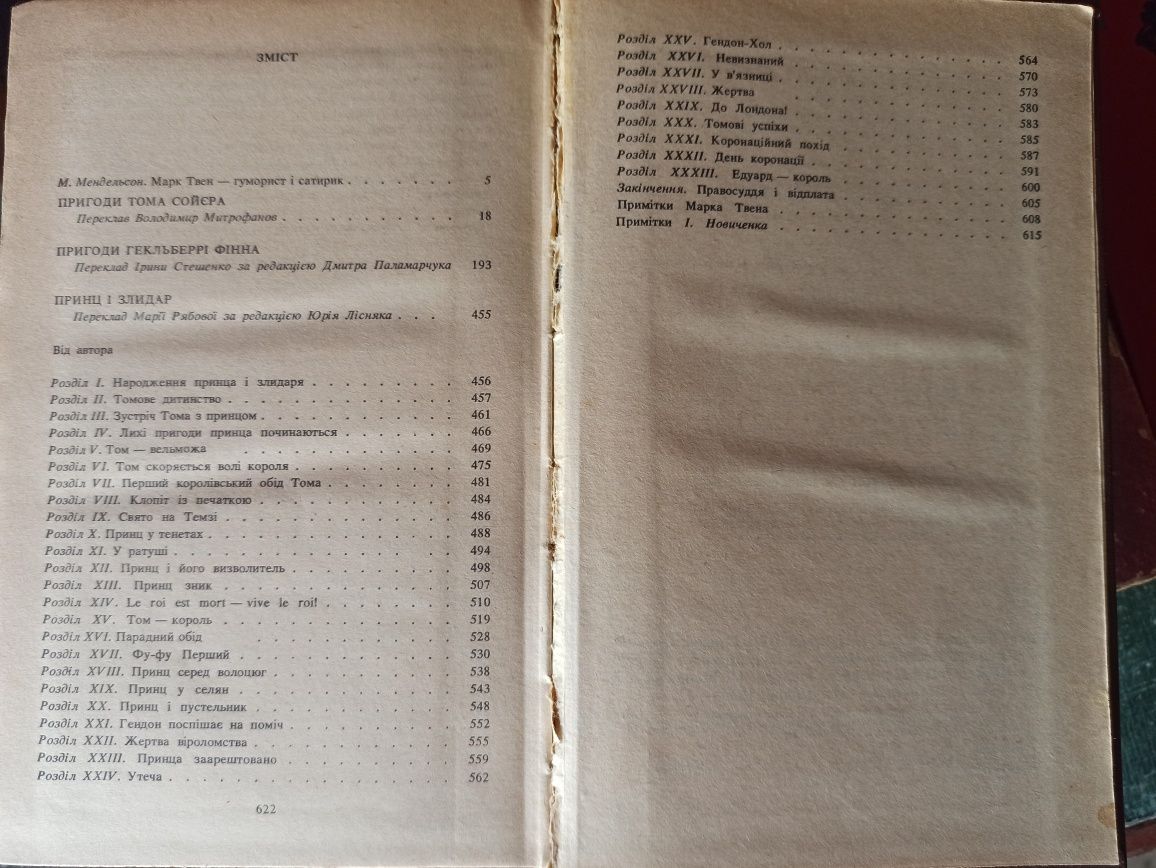 ЗМІСТ
М. Мендельсон. Марк Твен — гуморист і сатирик . . . . . . . 5
ПРИГОДИ ТОМА СОЙЄРА
Переклав Володимир Митрофанов . . . . . . . . . . . 18
ПРИГОДИ ГЕКЛЬБЕРРІ ФІННА
Переклад Ірини Стешенко за редакцією Дмитра Паламарчука 193
ПРИНЦ І ЗЛИДАР
Переклад Марії Рябової за редакцією Юрія Лісняка . . . 455
Від автора
Розділ I. Народження принца і злидаря . . . . . . . . . 456
Розділ II. Томове дитинство . . . . . . . . . . . . . 457
Розділ III. Зустріч Тома з принцом . . . . . . . . . . . 461
Розділ IV. Лихі пригоди принца починаються . . . . . . . 466
Розділ V. Том — вельможа . . . . . . . . . . . . 469
Розділ VI. Том скоряється волі короля . . . . . . . . . . 475
Розділ VII. Перший королівський обід Тома . . . . . . . . 481
Розділ VIII. Клопіт із печаткою . . . . . . . . . . . . 484
Розділ IX. Свято на Темзі . . . . . . . . . . . . . 486
Розділ X. Принц у тенетах . . . . . . . . . . . . . . 488
Розділ XI. У ратуші . . . . . . . . . . . . . . . 494
Розділ XII. Принц і його визволитель . . . . . . . . . . 498
Розділ XIII. Принц зник . . . . . . . . . . . . . . 507
Розділ XIV. Le roi est mort — vive le roi! . . . . . . . . 510
Розділ XV. Том — король . . . . . . . . . . . . . . 519
Розділ XVI. Парадний обід . . . . . . . . . . . . 528
Розділ XVII. Фу-фу Перший . . . . . . . . . . . . . 530
Розділ XVIII. Принц серед волоцюг . . . . . . . . . . . 538
Розділ XIX. Принц у селян . . . . . . . . . . . . . 543
Розділ XX. Принц і пустельник . . . . . . . . . . . . 548
Розділ XXI. Гендон поспішає на поміч . . . . . . . . . . 552
Розділ XXII. Жертва віроломства . . . . . . . . . . . . 555
Розділ XXIII. Принца заарештовано . . . . . . . . . . 559
Розділ XXIV. Утеча . . . . . . . . . . . . . . . . 562
622
Розділ XXV. Гендон-Хол . . . . . . . . . . . . . 564
Розділ XXVI. Невизнаний . . . . . . . . . . . . . 570
Розділ XXVII. У в'язниці . . . . . . . . . . . . . 573
Розділ XXVIII. Жертва . . . . . . . . . . . . . 580
Розділ XXIX. До Лондона! . . . . . . . . . . . . 583
Розділ XXX. Томові успіхи . . . . . . . . . . . . 585
Розділ XXXI. Коронаційний похід . . . . . . . . . . 587
Розділ XXXII. День коронації . . . . . . . . . . . 591
Розділ XXXIII. Едуард — король . . . . . . . . . . 600
Закінчення. Правосуддя і відплата . . . . . . . . . . 605
Примітки Марка Твена . . . . . . . . . . . . . 608
Примітки І. Новиченка . . . . . . . . . . . . . 615